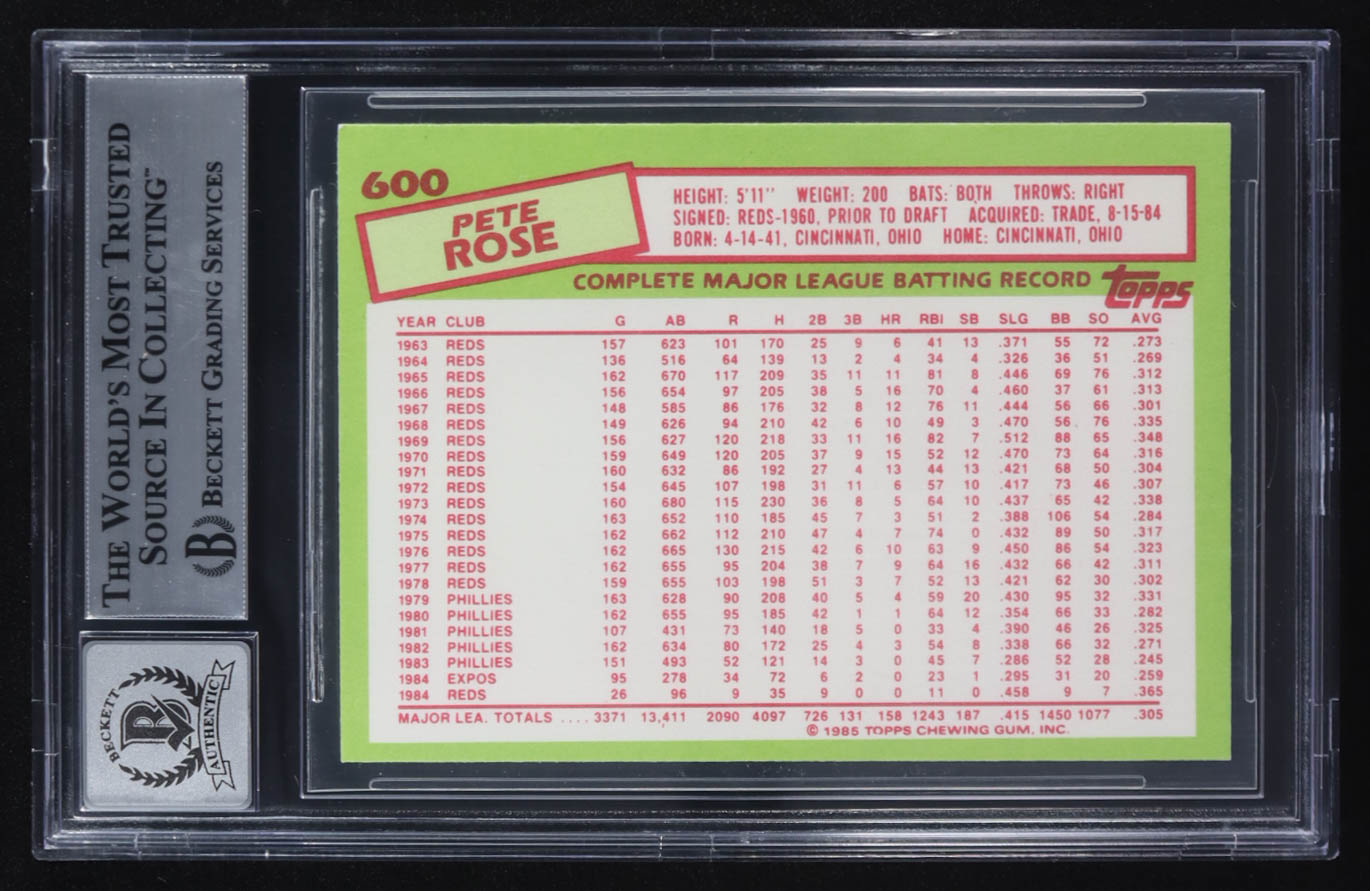 THE WORLD'S MOST TRUSTED
SOURCE IN COLLECTING™
B BECKETT GRADING SERVICES
BECKETT B AUTHENTIC
600
PETE
ROSE
HEIGHT: 5'11" WEIGHT: 200 BATS: BOTH THROWS: RIGHT
SIGNED: REDS-1960, PRIOR TO DRAFT ACQUIRED: TRADE, 8-15-84
BORN: 4-14-41, CINCINNATI, OHIO HOME: CINCINNATI, OHIO
COMPLETE MAJOR LEAGUE BATTING RECORD
TOPPS
YEAR CLUB G AB R H 2B 3B HR RBI SB SLG BB SO AVG
1963 REDS 157 623 101 170 25 9 6 41 13 .371 55 72 .273
1964 REDS 136 516 64 139 13 2 4 34 4 .326 36 51 .269
1965 REDS 162 670 117 209 35 11 11 81 8 .446 69 76 .312
1966 REDS 156 654 97 205 38 5 16 70 4 .460 37 61 .313
1967 REDS 148 585 86 176 32 8 12 76 11 .444 56 66 .301
1968 REDS 149 626 94 210 42 6 10 49 3 .470 56 76 .335
1969 REDS 156 627 120 218 33 11 16 82 7 .512 88 65 .348
1970 REDS 159 649 120 205 37 9 15 52 12 .470 73 64 .316
1971 REDS 160 632 86 192 27 4 13 44 13 .421 68 50 .304
1972 REDS 154 645 107 198 31 11 6 57 10 .417 73 46 .307
1973 REDS 160 680 115 230 36 8 5 64 10 .437 65 42 .338
1974 REDS 163 652 110 185 45 7 3 51 2 .388 106 54 .284
1975 REDS 162 662 112 210 47 4 7 74 0 .432 89 50 .317
1976 REDS 162 665 130 215 42 6 10 63 9 .450 86 54 .323
1977 REDS 162 655 95 204 38 7 9 64 16 .432 66 42 .311
1978 REDS 159 655 103 198 51 3 7 52 13 .421 62 30 .302
1979 PHILLIES 163 628 90 208 40 5 4 59 20 .430 95 32 .331
1980 PHILLIES 162 655 95 185 42 1 1 64 12 .354 66 33 .282
1981 PHILLIES 107 431 73 140 18 5 0 33 4 .390 46 26 .325
1982 PHILLIES 162 634 80 172 25 4 3 54 8 .338 66 32 .271
1983 PHILLIES 151 493 52 121 14 3 0 45 7 .286 52 28 .245
1984 EXPOS 95 278 34 72 6 2 0 23 1 .295 31 20 .259
1984 REDS 26 96 9 35 9 0 0 11 0 .458 9 7 .365
MAJOR LEA. TOTALS .... 3371 13,411 2090 4097 726 131 158 1243 187 .415 1450 1077 .305
© 1985 TOPPS CHEWING GUM, INC.